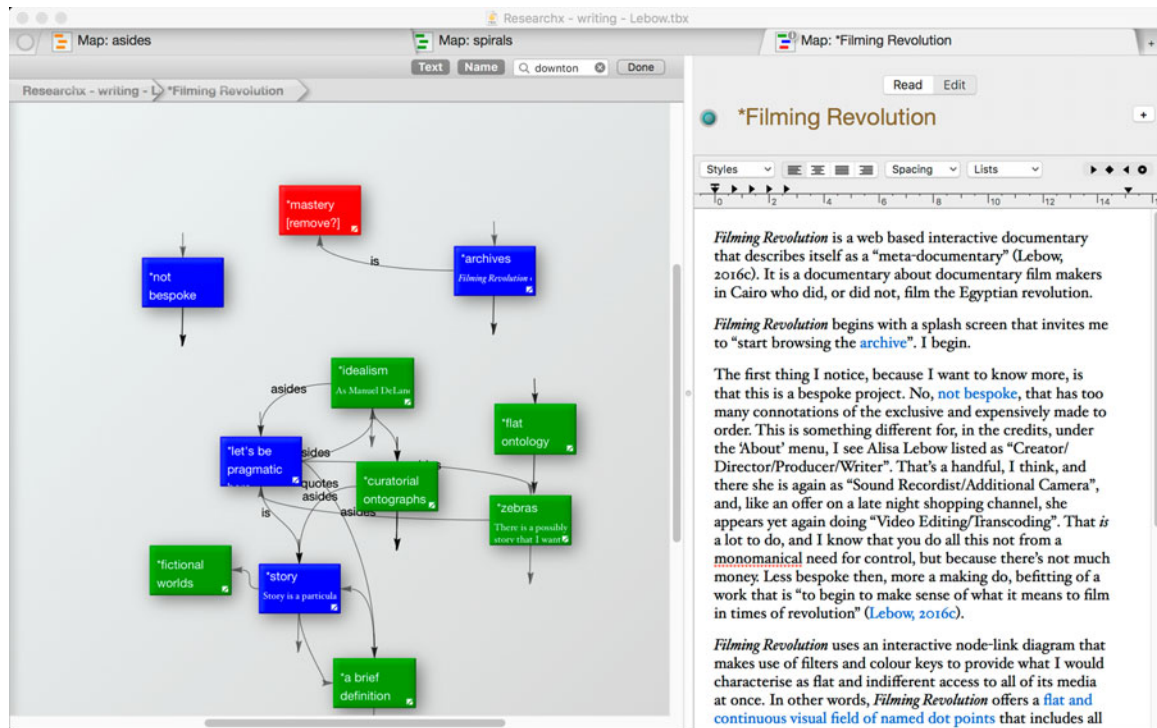 Researchx - writing - Lebow.tbx
Map: asides
Map: spirals
Map: *Filming Revolution
+
Text Name downton Done
Researchx - writing - L *Filming Revolution
*mastery
[remove?]
is
*not
bespoke
*archives
Filming Revolution
*idealism
As Manuel DeLan
asides
*flat
ontology
*let's be
pragmatic
sides
quotes
asides
*curatorial
ontographs
asides
*zebras
There is a possibly
story that I want
is
*fictional
worlds
*story
Story is a particula
*a brief
definition
Read Edit
*Filming Revolution
+
Styles Spacing Lists
0 2 4 6 8 10 12 14
Filming Revolution is a web based interactive documentary
that describes itself as a “meta-documentary” (Lebow,
2016c). It is a documentary about documentary film makers
in Cairo who did, or did not, film the Egyptian revolution.
Filming Revolution begins with a splash screen that invites me
to “start browsing the archive”. I begin.
The first thing I notice, because I want to know more, is
that this is a bespoke project. No, not bespoke, that has too
many connotations of the exclusive and expensively made to
order. This is something different for, in the credits, under
the ‘About’ menu, I see Alisa Lebow listed as “Creator/
Director/Producer/Writer”. That’s a handful, I think, and
there she is again as “Sound Recordist/Additional Camera”,
and, like an offer on a late night shopping channel, she
appears yet again doing “Video Editing/Transcoding”. That is
a lot to do, and I know that you do all this not from a
monomanical need for control, but because there’s not much
money. Less bespoke then, more a making do, befitting of a
work that is “to begin to make sense of what it means to film
in times of revolution” (Lebow, 2016c).
Filming Revolution uses an interactive node-link diagram that
makes use of filters and colour keys to provide what I would
characterise as flat and indifferent access to all of its media
at once. In other words, Filming Revolution offers a flat and
continuous visual field of named dot points that includes all